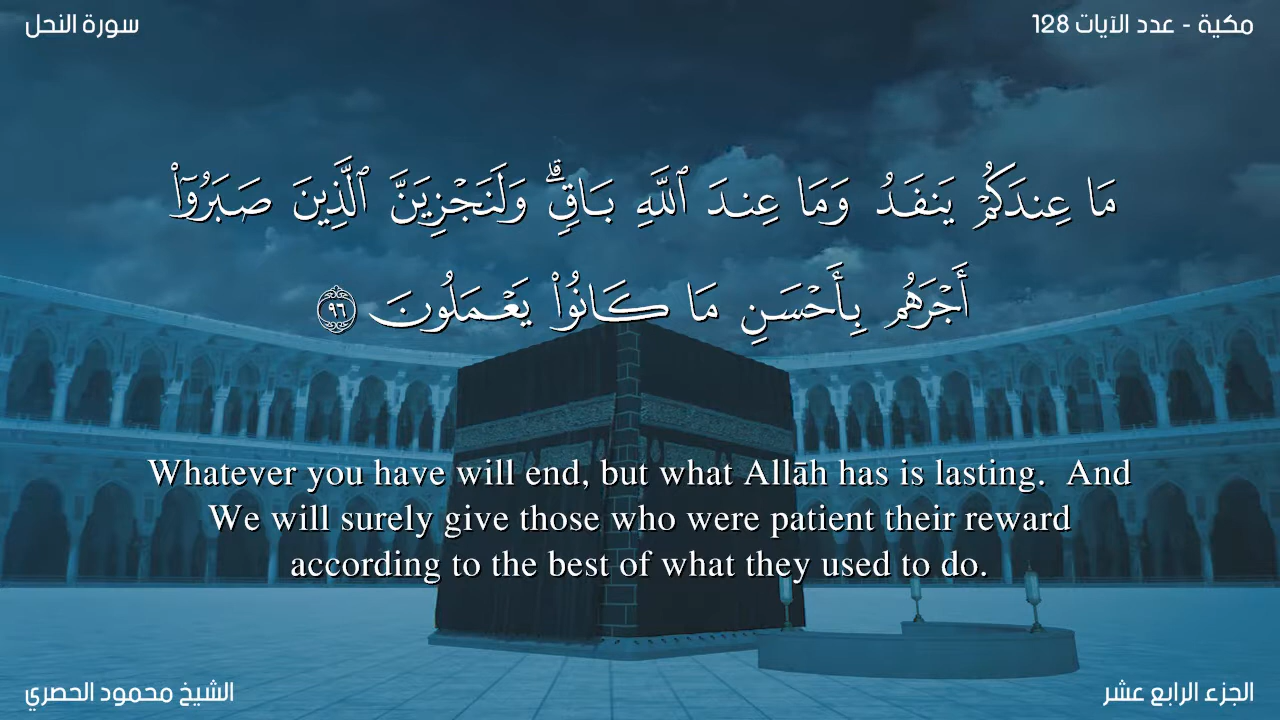 مكية - عدد الآيات 128
سورة النحل
مَا عِندَكُمْ يَنفَدُ وَمَا عِندَ ٱللَّهِ بَاقٍۗ وَلَنَجْزِيَنَّ ٱلَّذِينَ صَبَرُوٓا۟
أَجْرَهُم بِأَحْسَنِ مَا كَانُوا۟ يَعْمَلُونَ ٩٦
Whatever you have will end, but what Allāh has is lasting. And
We will surely give those who were patient their reward
according to the best of what they used to do.
الجزء الرابع عشر
الشيخ محمود الحصري